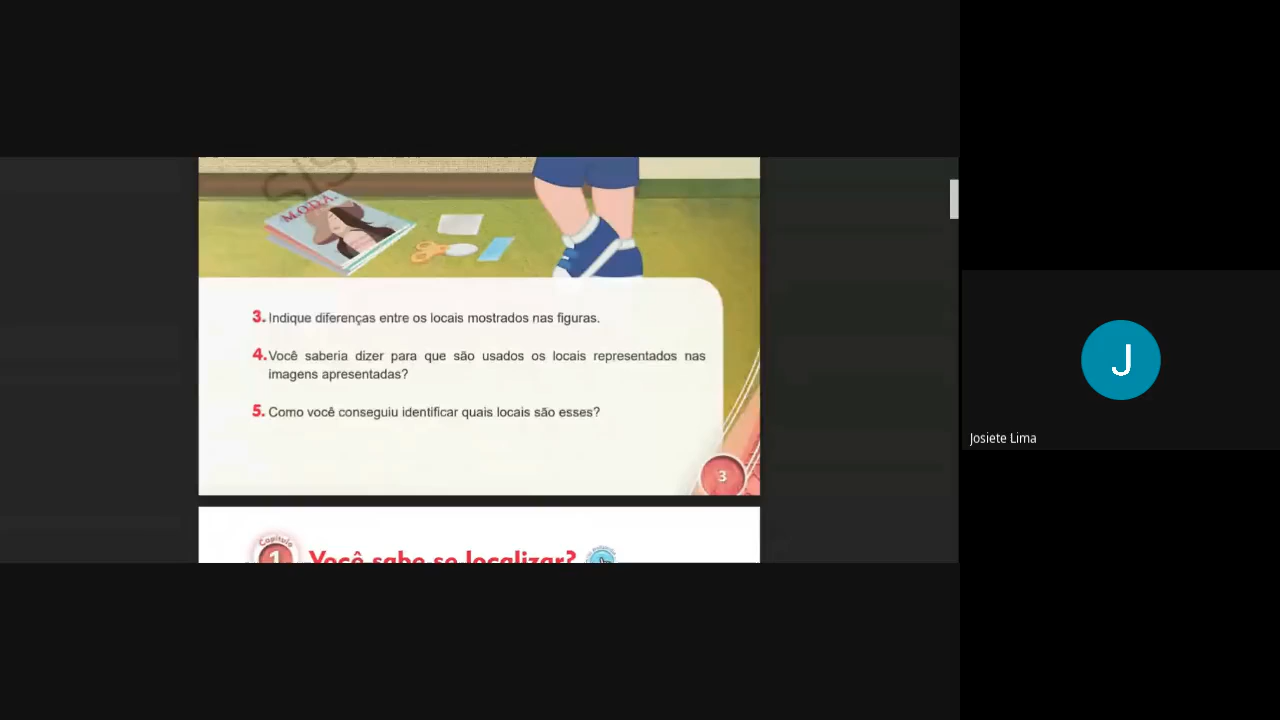 SIS
MODA
3. Indique diferenças entre os locais mostrados nas figuras.
4. Você saberia dizer para que são usados os locais representados nas
imagens apresentadas?
5. Como você conseguiu identificar quais locais são esses?
3
Capítulo
1 Você sabe se localizar?
J
Josiete Lima